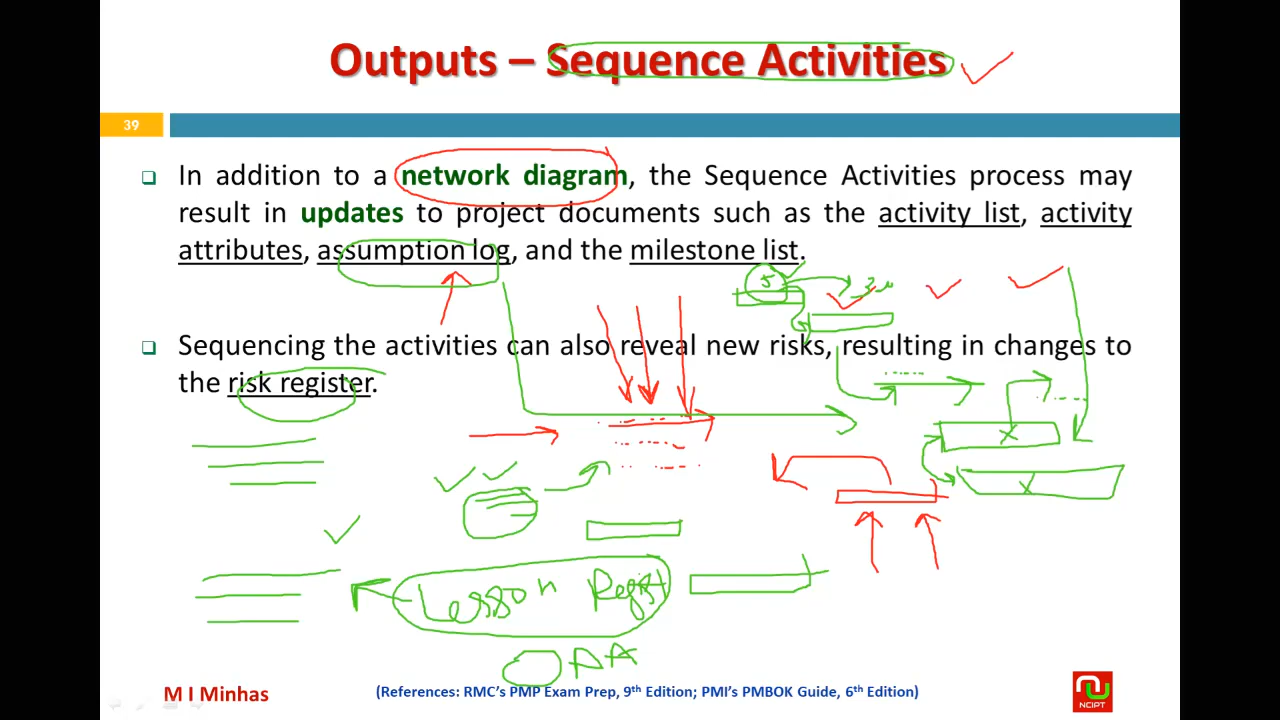 Outputs – Sequence Activities
39
❑ In addition to a network diagram, the Sequence Activities process may
result in updates to project documents such as the activity list, activity
attributes, assumption log, and the milestone list.
5
❑ Sequencing the activities can also reveal new risks, resulting in changes to
the risk register.
Lesson Regist
M I Minhas
(References: RMC's PMP Exam Prep, 9th Edition; PMI's PMBOK Guide, 6th Edition)
NCIPT